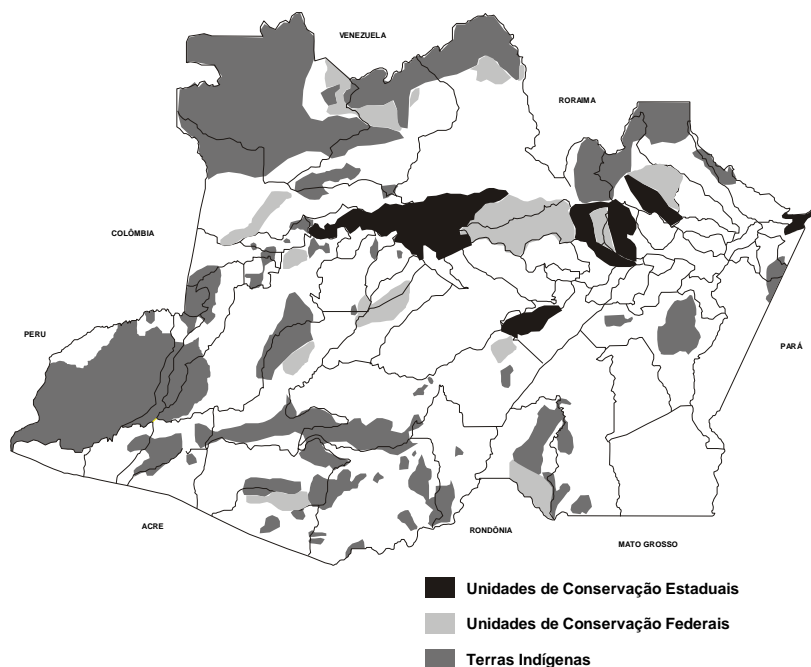 VENEZUELA
RORAIMA
COLÔMBIA
PERU
PARÁ
ACRE
RONDÔNIA
MATO GROSSO
Unidades de Conservação Estaduais
Unidades de Conservação Federais
Terras Indígenas